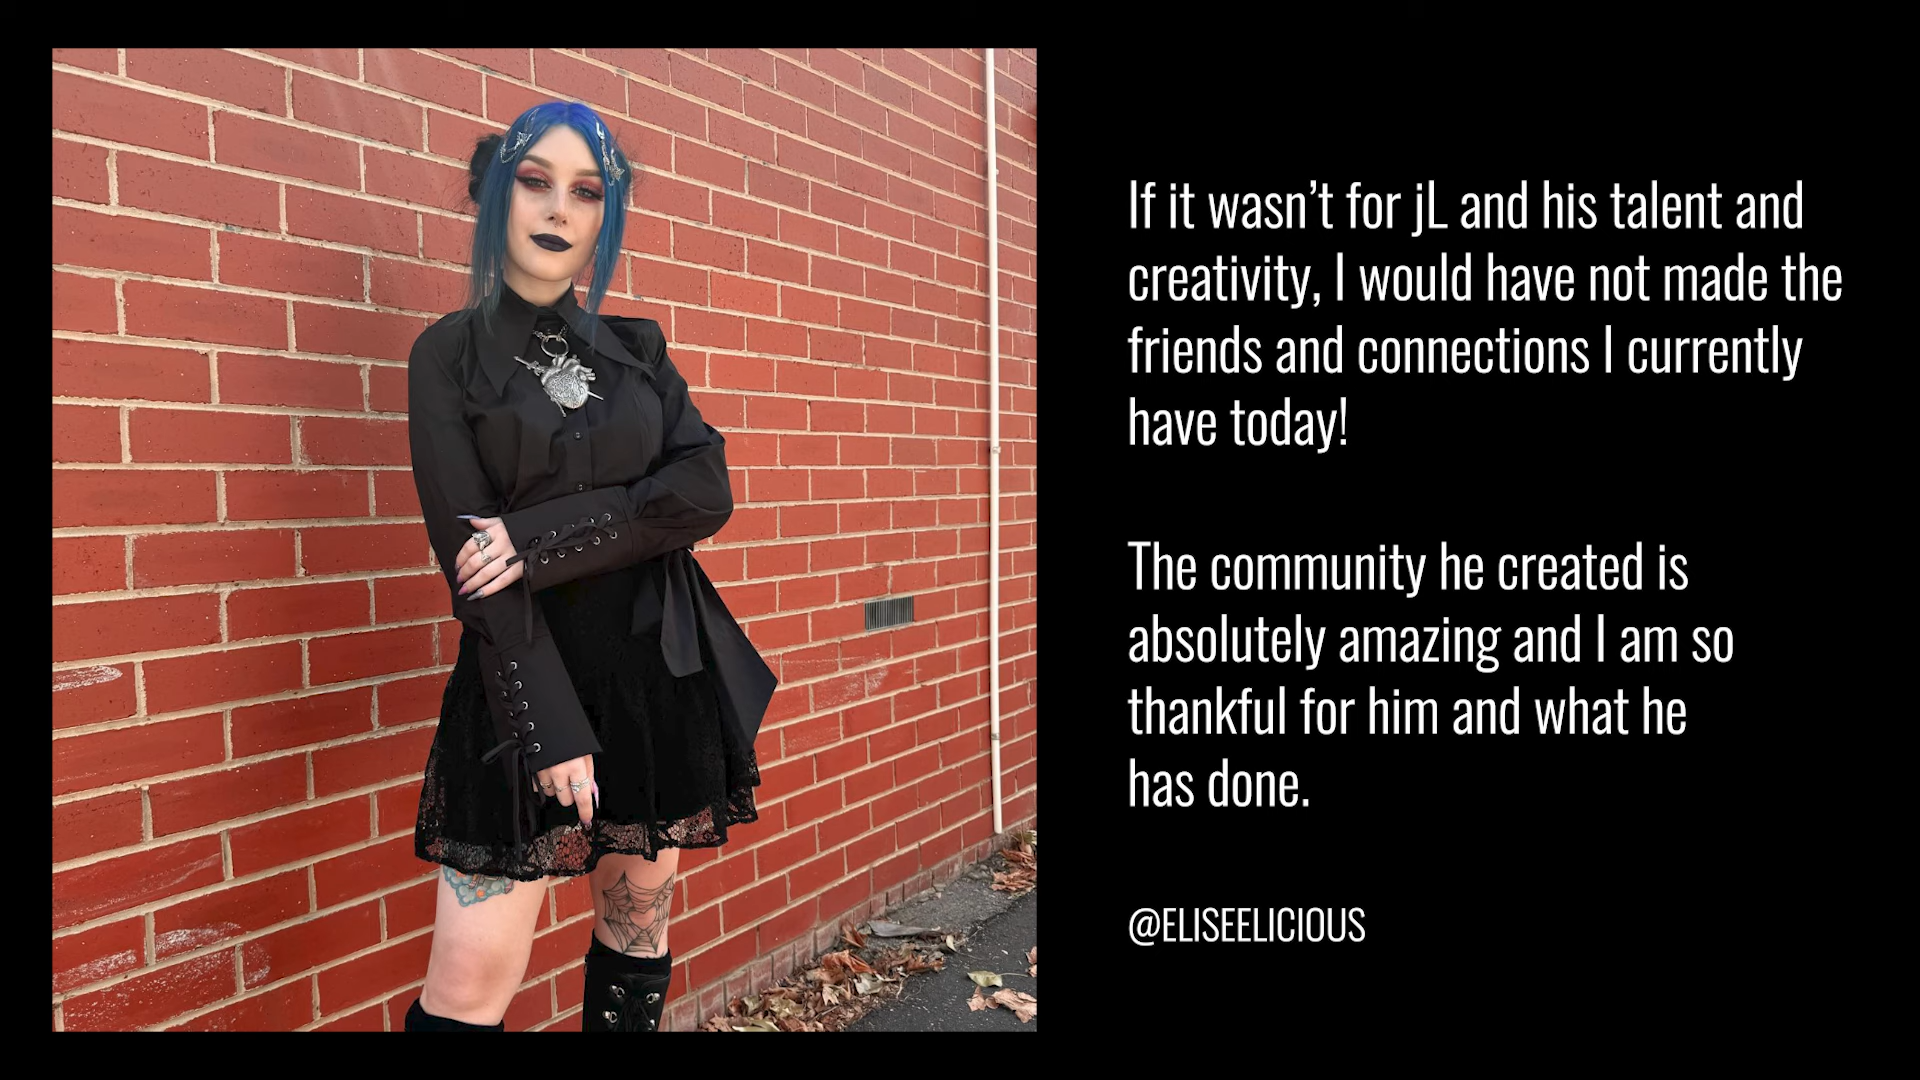 If it wasn’t for jL and his talent and
creativity, I would have not made the
friends and connections I currently
have today!
The community he created is
absolutely amazing and I am so
thankful for him and what he
has done.
@ELISEELICIOUS